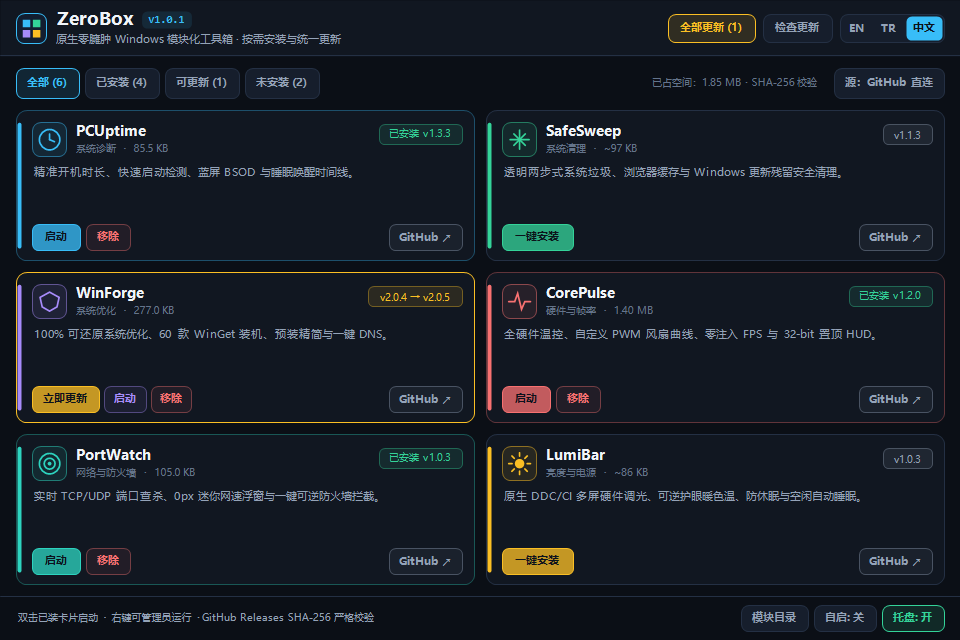 ZeroBox v1.0.1
原生零臃肿 Windows 模块化工具箱 · 按需安装与统一更新
全部更新 (1)
检查更新
EN TR 中文
全部 (6)
已安装 (4)
可更新 (1)
未安装 (2)
已占空间: 1.85 MB · SHA-256 校验
源: GitHub 直连
PCUptime
已安装 v1.3.3
系统诊断 · 85.5 KB
精准开机时长、快速启动检测、蓝屏 BSOD 与睡眠唤醒时间线。
启动
移除
GitHub ↗
SafeSweep
v1.1.3
系统清理 · ~97 KB
透明两步式系统垃圾、浏览器缓存与 Windows 更新残留安全清理。
一键安装
GitHub ↗
WinForge
v2.0.4 → v2.0.5
系统优化 · 277.0 KB
100% 可还原系统优化、60 款 WinGet 装机、预装精简与一键 DNS。
立即更新
启动
移除
GitHub ↗
CorePulse
已安装 v1.2.0
硬件与帧率 · 1.40 MB
全硬件温控、自定义 PWM 风扇曲线、零注入 FPS 与 32-bit 置顶 HUD。
启动
移除
GitHub ↗
PortWatch
已安装 v1.0.3
网络与防火墙 · 105.0 KB
实时 TCP/UDP 端口查杀、0px 迷你网速浮窗与一键可逆防火墙拦截。
启动
移除
GitHub ↗
LumiBar
v1.0.3
亮度与电源 · ~86 KB
原生 DDC/CI 多屏硬件调光、可逆护眼暖色温、防休眠与空闲自动睡眠。
一键安装
GitHub ↗
双击已装卡片启动 · 右键可管理员运行 · GitHub Releases SHA-256 严格校验
模块目录
自启: 关
托盘: 开